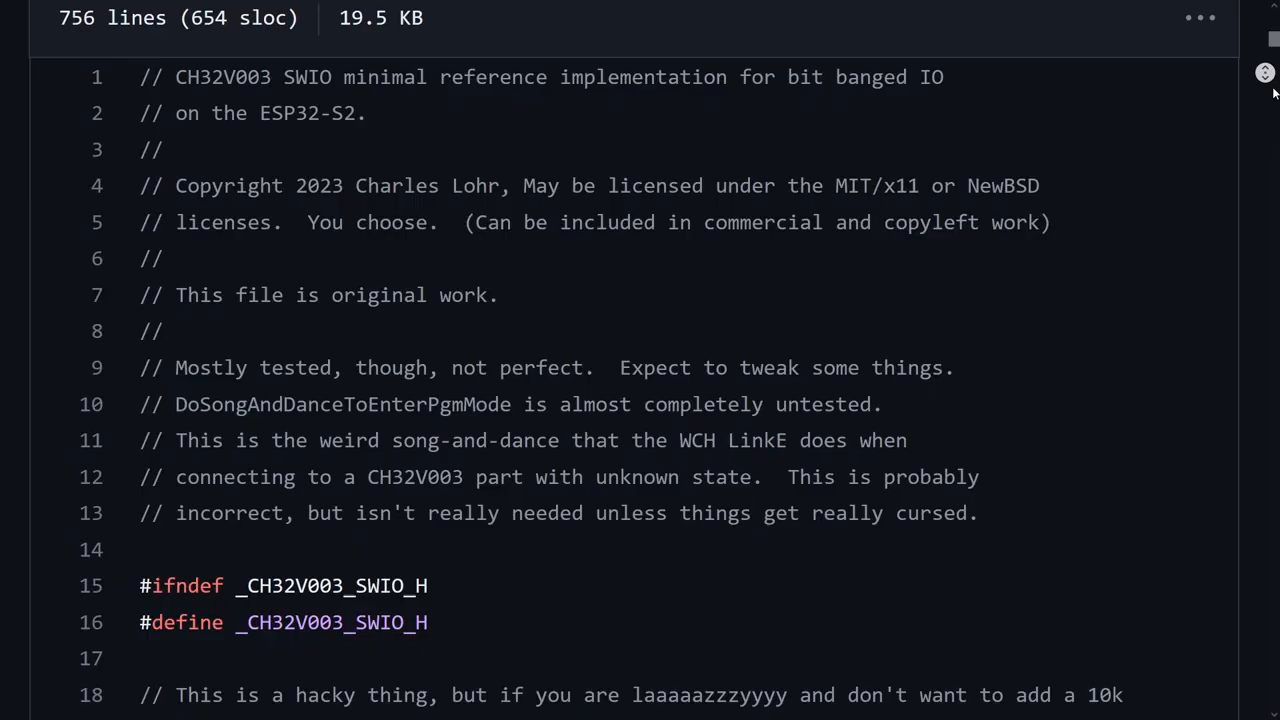 756 lines (654 sloc) 19.5 KB
1 // CH32V003 SWIO minimal reference implementation for bit banged IO
2 // on the ESP32-S2.
3 //
4 // Copyright 2023 Charles Lohr, May be licensed under the MIT/x11 or NewBSD
5 // licenses.  You choose.  (Can be included in commercial and copyleft work)
6 //
7 // This file is original work.
8 //
9 // Mostly tested, though, not perfect.  Expect to tweak some things.
10 // DoSongAndDanceToEnterPgmMode is almost completely untested.
11 // This is the weird song-and-dance that the WCH LinkE does when
12 // connecting to a CH32V003 part with unknown state.  This is probably
13 // incorrect, but isn't really needed unless things get really cursed.
14
15 #ifndef _CH32V003_SWIO_H
16 #define _CH32V003_SWIO_H
17
18 // This is a hacky thing, but if you are laaaaazzzyyyy and don't want to add a 10k